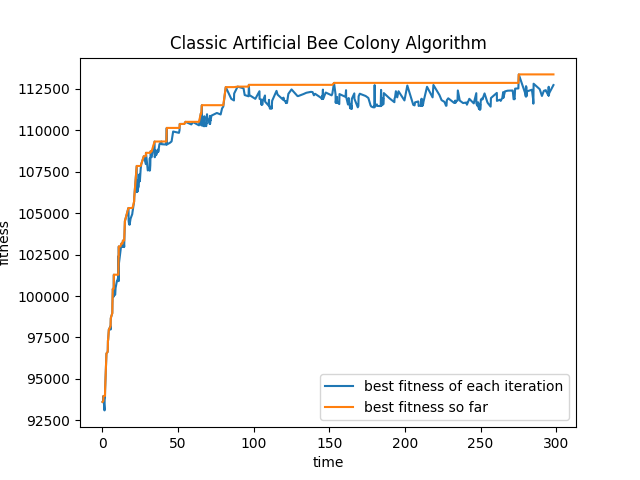 Classic Artificial Bee Colony Algorithm
112500
110000
107500
105000
102500
100000
97500
95000
92500
fitness
best fitness of each iteration
best fitness so far
0 50 100 150 200 250 300
time